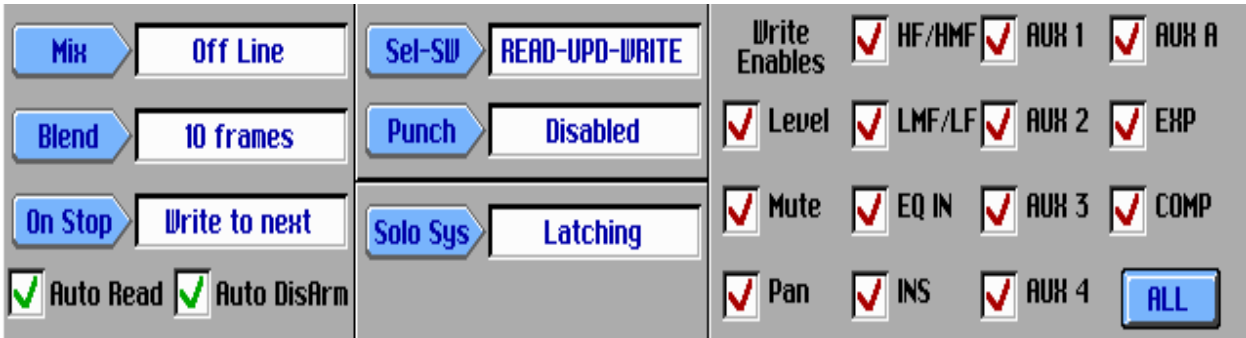 Mix Off Line
Blend 10 frames
On Stop Write to next
Auto Read Auto DisArm
Sel-SW READ-UPD-WRITE
Punch Disabled
Solo Sys Latching
Write Enables
HF/HMF AUX 1 AUX A
Level LMF/LF AUX 2 EXP
Mute EQ IN AUX 3 COMP
Pan INS AUX 4 ALL